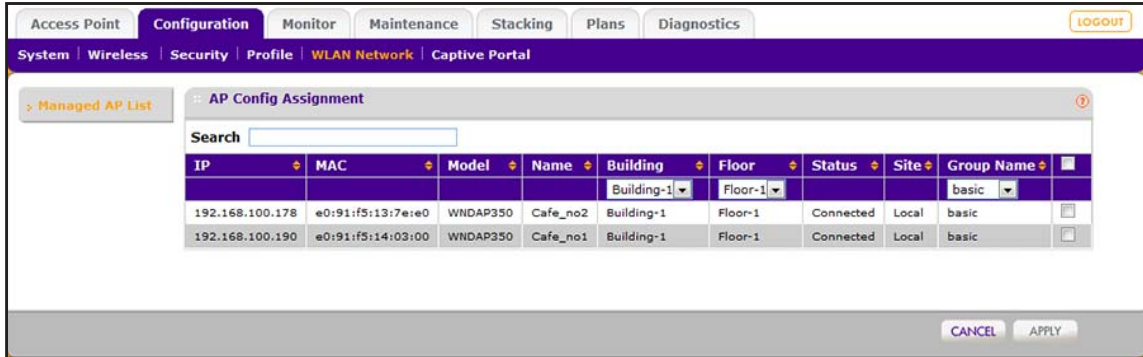 Access Point Configuration Monitor Maintenance Stacking Plans Diagnostics LOGOUT
System Wireless Security Profile WLAN Network Captive Portal
Managed AP List
AP Config Assignment ?
Search
IP MAC Model Name Building Floor Status Site Group Name
Building-1 Floor-1 basic
192.168.100.178 e0:91:f5:13:7e:e0 WNDAP350 Cafe_no2 Building-1 Floor-1 Connected Local basic
192.168.100.190 e0:91:f5:14:03:00 WNDAP350 Cafe_no1 Building-1 Floor-1 Connected Local basic
CANCEL APPLY